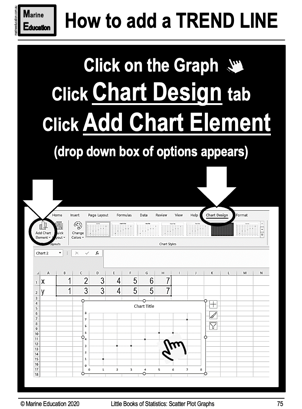 Marine
Education
How to add a TREND LINE
Click on the Graph
Click Chart Design tab
Click Add Chart Element
(drop down box of options appears)
Home Insert Page Layout Formulas Data Review View Help Chart Design Format
Add Chart Element
Quick
Change Colors
Chart Styles
Chart 2
A B C D E F G H I J K L M
x 1 2 3 4 5 6 7
y 1 3 3 4 5 5 7
Chart Title
© Marine Education 2020 Little Books of Statistics: Scatter Plot Graphs 75